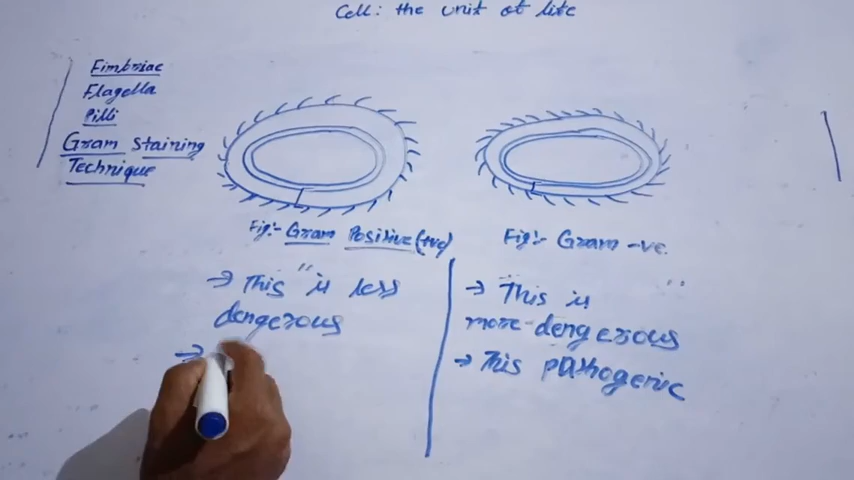 Cell: the unit of life
Fimbriae
Flagella
Pilli
Gram Staining
Technique
Fig:- Gram Positive (+ve)
Fig:- Gram -ve.
→ This is less
dengerous
→
→ This is
more dengerous
→ This pathogenic